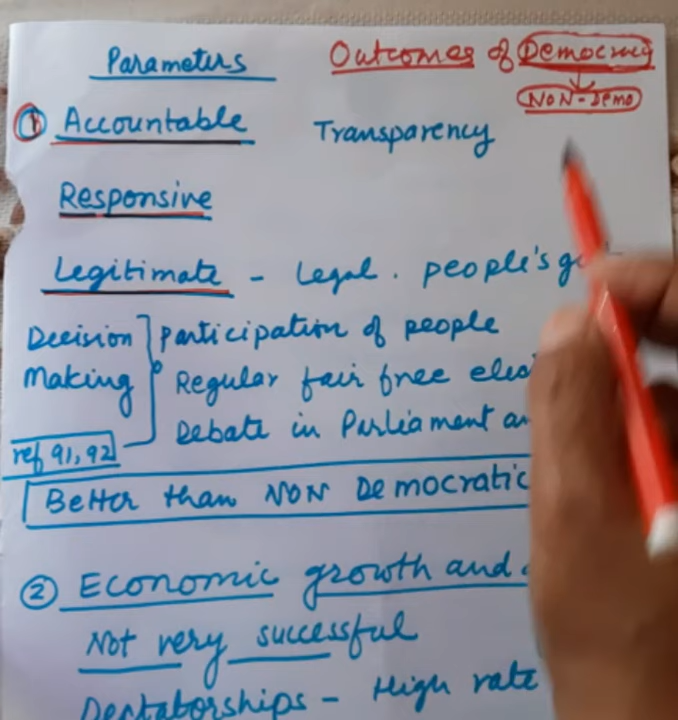 Parameters Outcomes of Democracy
NON-Demo
① Accountable Transparency
Responsive
Legitimate - Legal. people's
Decision Participation of people
Making Regular fair free
Debate in Parliament
ref 91, 92
Better than NON Democratic
② Economic growth and
Not very successful
Dectatorships - High rate